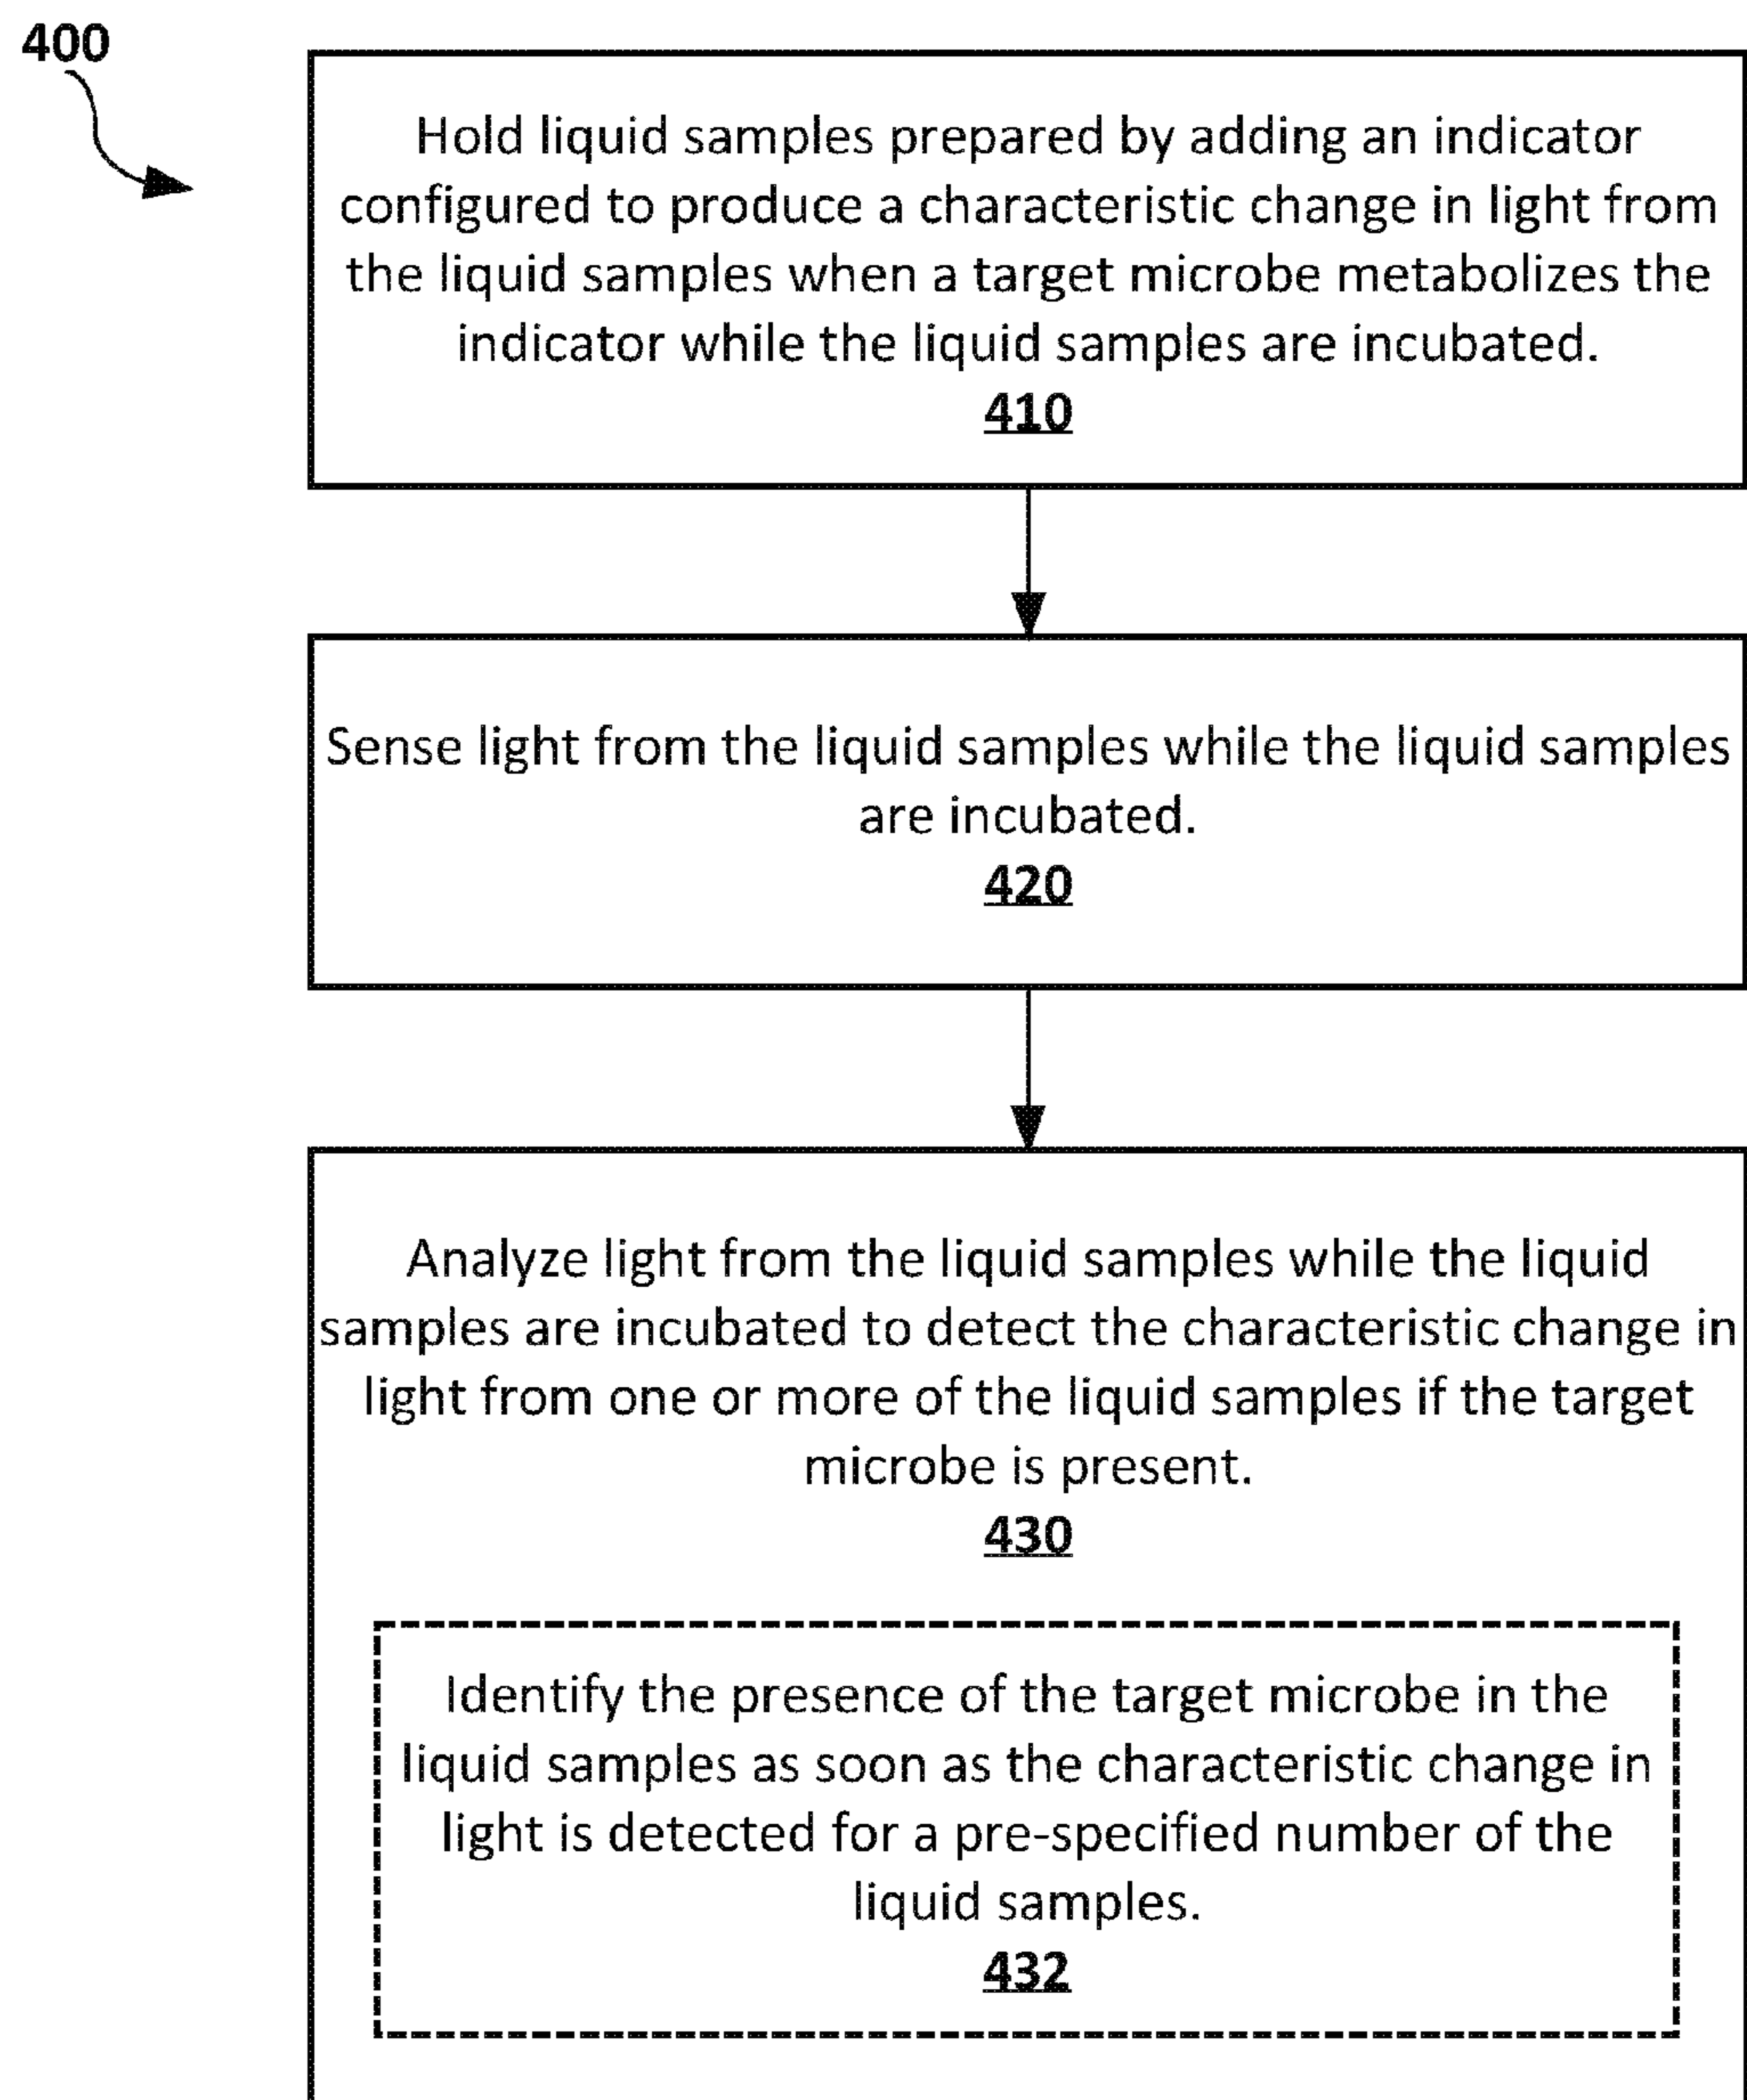 400
Hold liquid samples prepared by adding an indicator
configured to produce a characteristic change in light from
the liquid samples when a target microbe metabolizes the
indicator while the liquid samples are incubated.
410
Sense light from the liquid samples while the liquid samples
are incubated.
420
Analyze light from the liquid samples while the liquid
samples are incubated to detect the characteristic change in
light from one or more of the liquid samples if the target
microbe is present.
430
Identify the presence of the target microbe in the
liquid samples as soon as the characteristic change in
light is detected for a pre-specified number of the
liquid samples.
432